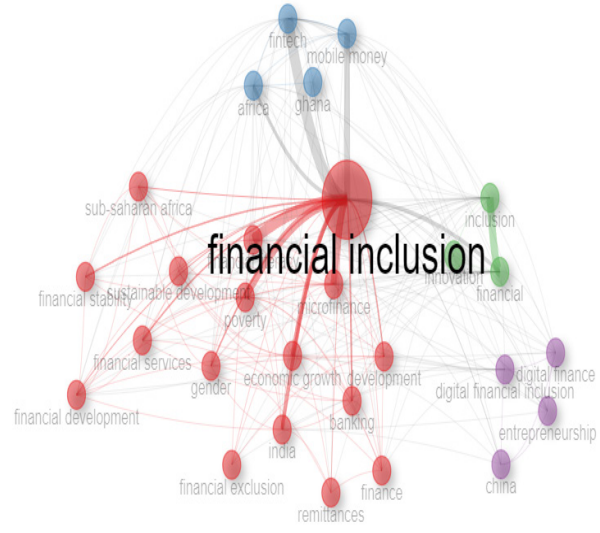 fintech
mobile money
africa
ghana
sub-saharan africa
inclusion
financial inclusion
innovation
financial
financial stability
sustainable development
poverty
microfinance
financial services
gender
economic growth
development
digital finance
digital financial inclusion
financial development
banking
entrepreneurship
india
financial exclusion
finance
china
remittances